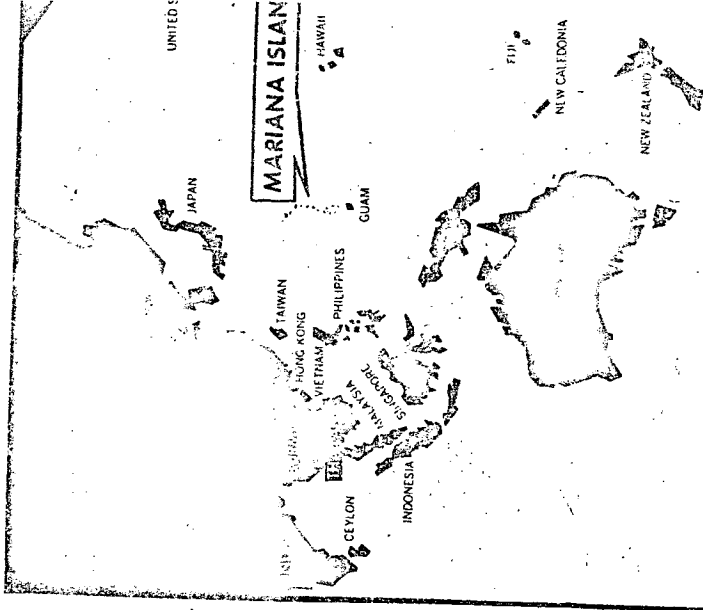 UNITED S
MARIANA ISLAN
HAWAII
JAPAN
GUAM
TAIWAN
HONG KONG
VIETNAM
PHILIPPINES
MALAYSIA
SINGAPORE
INDONESIA
CEYLON
FIJI
NEW CALEDONIA
NEW ZEALAND